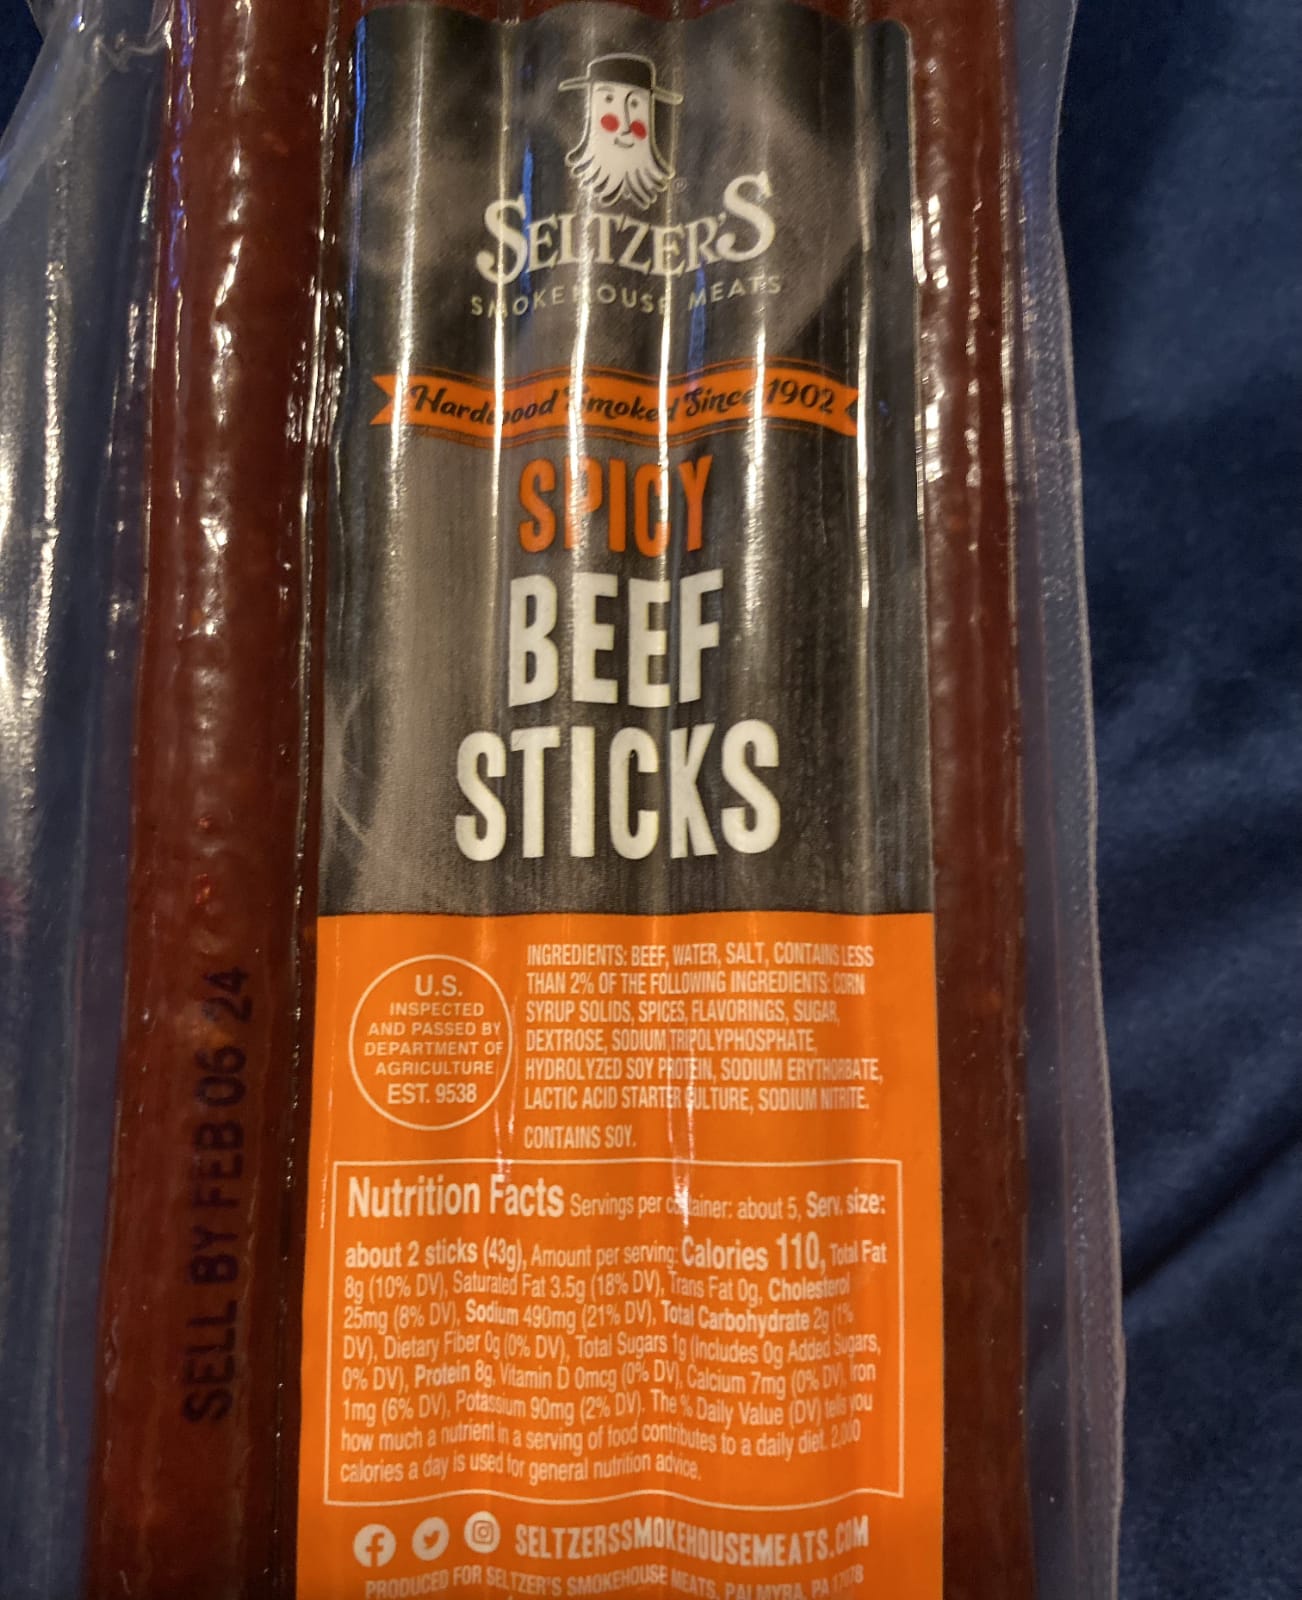 SELTZER'S
®
SMOKEHOUSE MEATS
Hardwood Smoked Since 1902
SPICY
BEEF
STICKS
U.S.
INSPECTED
AND PASSED BY
DEPARTMENT OF
AGRICULTURE
EST. 9538
INGREDIENTS: BEEF, WATER, SALT, CONTAINS LESS
THAN 2% OF THE FOLLOWING INGREDIENTS: CORN
SYRUP SOLIDS, SPICES, FLAVORINGS, SUGAR,
DEXTROSE, SODIUM TRIPOLYPHOSPHATE,
HYDROLYZED SOY PROTEIN, SODIUM ERYTHORBATE,
LACTIC ACID STARTER CULTURE, SODIUM NITRITE.
CONTAINS SOY.
Nutrition Facts Servings per container: about 5, Serv. size:
about 2 sticks (43g), Amount per serving: Calories 110, Total Fat
8g (10% DV), Saturated Fat 3.5g (18% DV), Trans Fat 0g, Cholesterol
25mg (8% DV), Sodium 490mg (21% DV), Total Carbohydrate 2g (1%
DV), Dietary Fiber 0g (0% DV), Total Sugars 1g (Includes 0g Added Sugars,
0% DV), Protein 8g, Vitamin D 0mcg (0% DV), Calcium 7mg (0% DV), Iron
1mg (6% DV), Potassium 90mg (2% DV). The % Daily Value (DV) tells you
how much a nutrient in a serving of food contributes to a daily diet. 2,000
calories a day is used for general nutrition advice.
SELTZERSSMOKEHOUSEMEATS.COM
PRODUCED FOR SELTZER'S SMOKEHOUSE MEATS, PALMYRA, PA 17078
SELL BY FEB 06 24